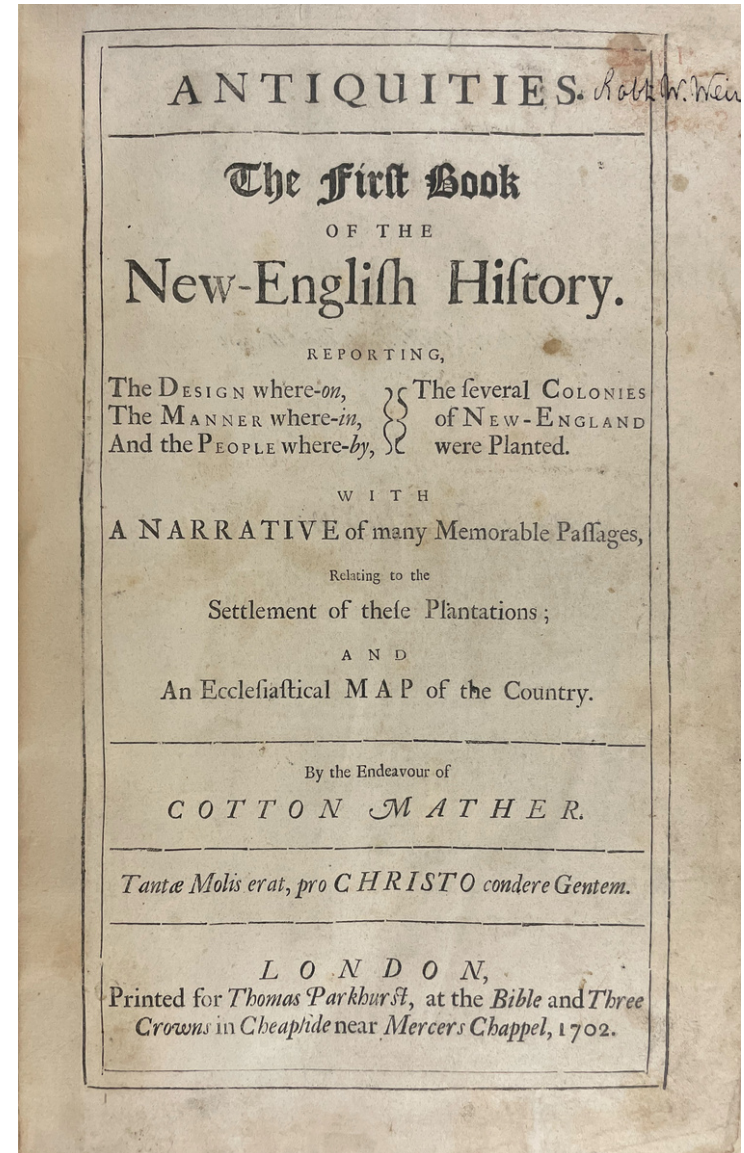 ANTIQUITIES.
Robt W. Weir
The Firſt Book
OF THE
New-Engliſh Hiſtory.
REPORTING,
The DESIGN where-on, The ſeveral COLONIES
The MANNER where-in, of NEW-ENGLAND
And the PEOPLE where-by, were Planted.
WITH
A NARRATIVE of many Memorable Paſſages,
Relating to the
Settlement of theſe Plantations;
AND
An Eccleſiaſtical MAP of the Country.
By the Endeavour of
COTTON MATHER.
Tantæ Molis erat, pro CHRISTO condere Gentem.
LONDON,
Printed for Thomas Parkhurſt, at the Bible and Three
Crowns in Cheapſide near Mercers Chappel, 1702.